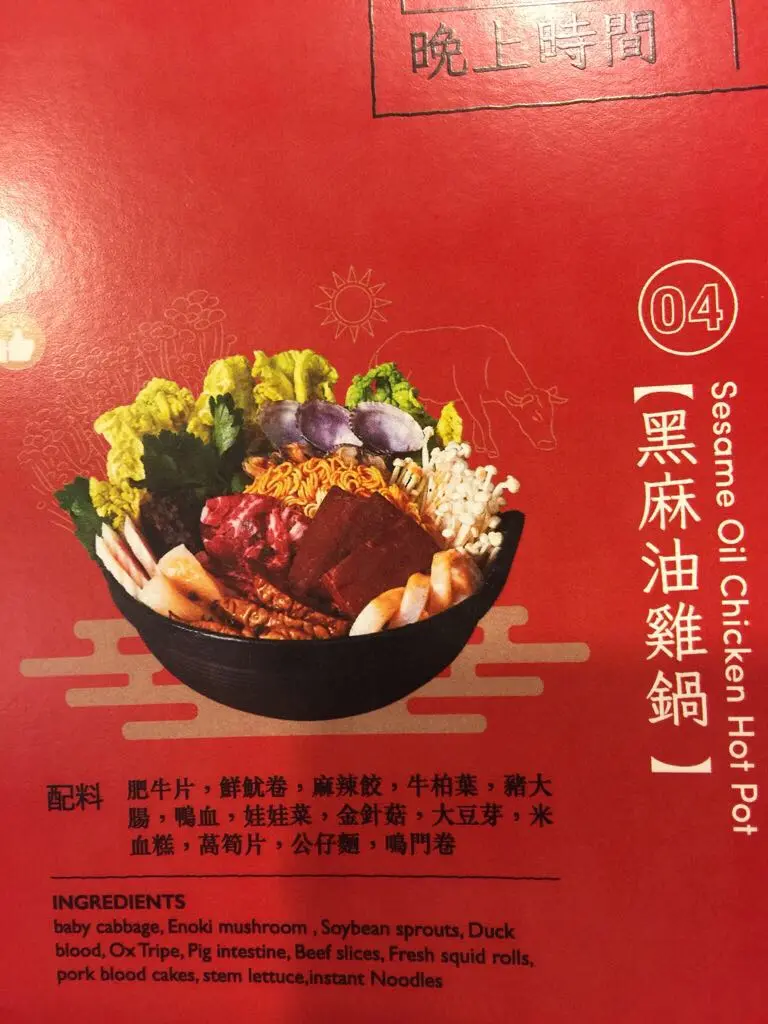 晚上時間
04
【黑麻油雞鍋】
Sesame Oil Chicken Hot Pot
配料
肥牛片，鮮魷卷，麻辣餃，牛柏葉，豬大
腸，鴨血，娃娃菜，金針菇，大豆芽，米
血糕，萵筍片，公仔麵，鳴門卷
INGREDIENTS
baby cabbage, Enoki mushroom , Soybean sprouts, Duck
blood, Ox Tripe, Pig intestine, Beef slices, Fresh squid rolls,
pork blood cakes, stem lettuce,instant Noodles